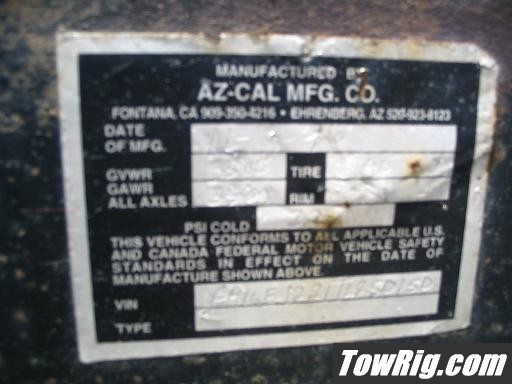 MANUFACTURED BY
AZ-CAL MFG. CO.
FONTANA, CA 909-350-8216 • EHRENBERG, AZ 520-923-8123
DATE
OF MFG.
GVWR
GAWR
ALL AXLES
TIRE
RIM
PSI COLD
THIS VEHICLE CONFORMS TO ALL APPLICABLE U.S.
AND CANADA FEDERAL MOTOR VEHICLE SAFETY
STANDARDS IN EFFECT ON THE DATE OF
MANUFACTURE SHOWN ABOVE.
VIN
TYPE
TowRig.com